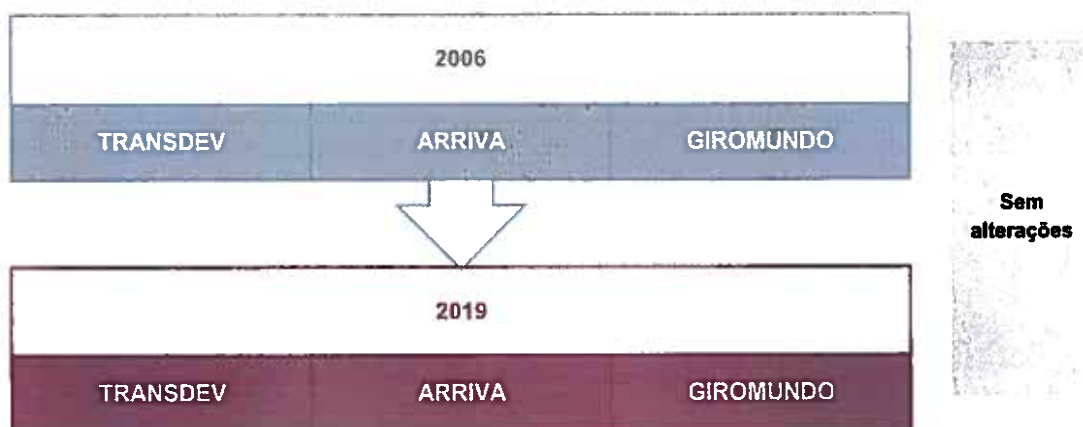 2006
TRANSDEV ARRIVA GIROMUNDO
Sem
alterações
2019
TRANSDEV ARRIVA GIROMUNDO